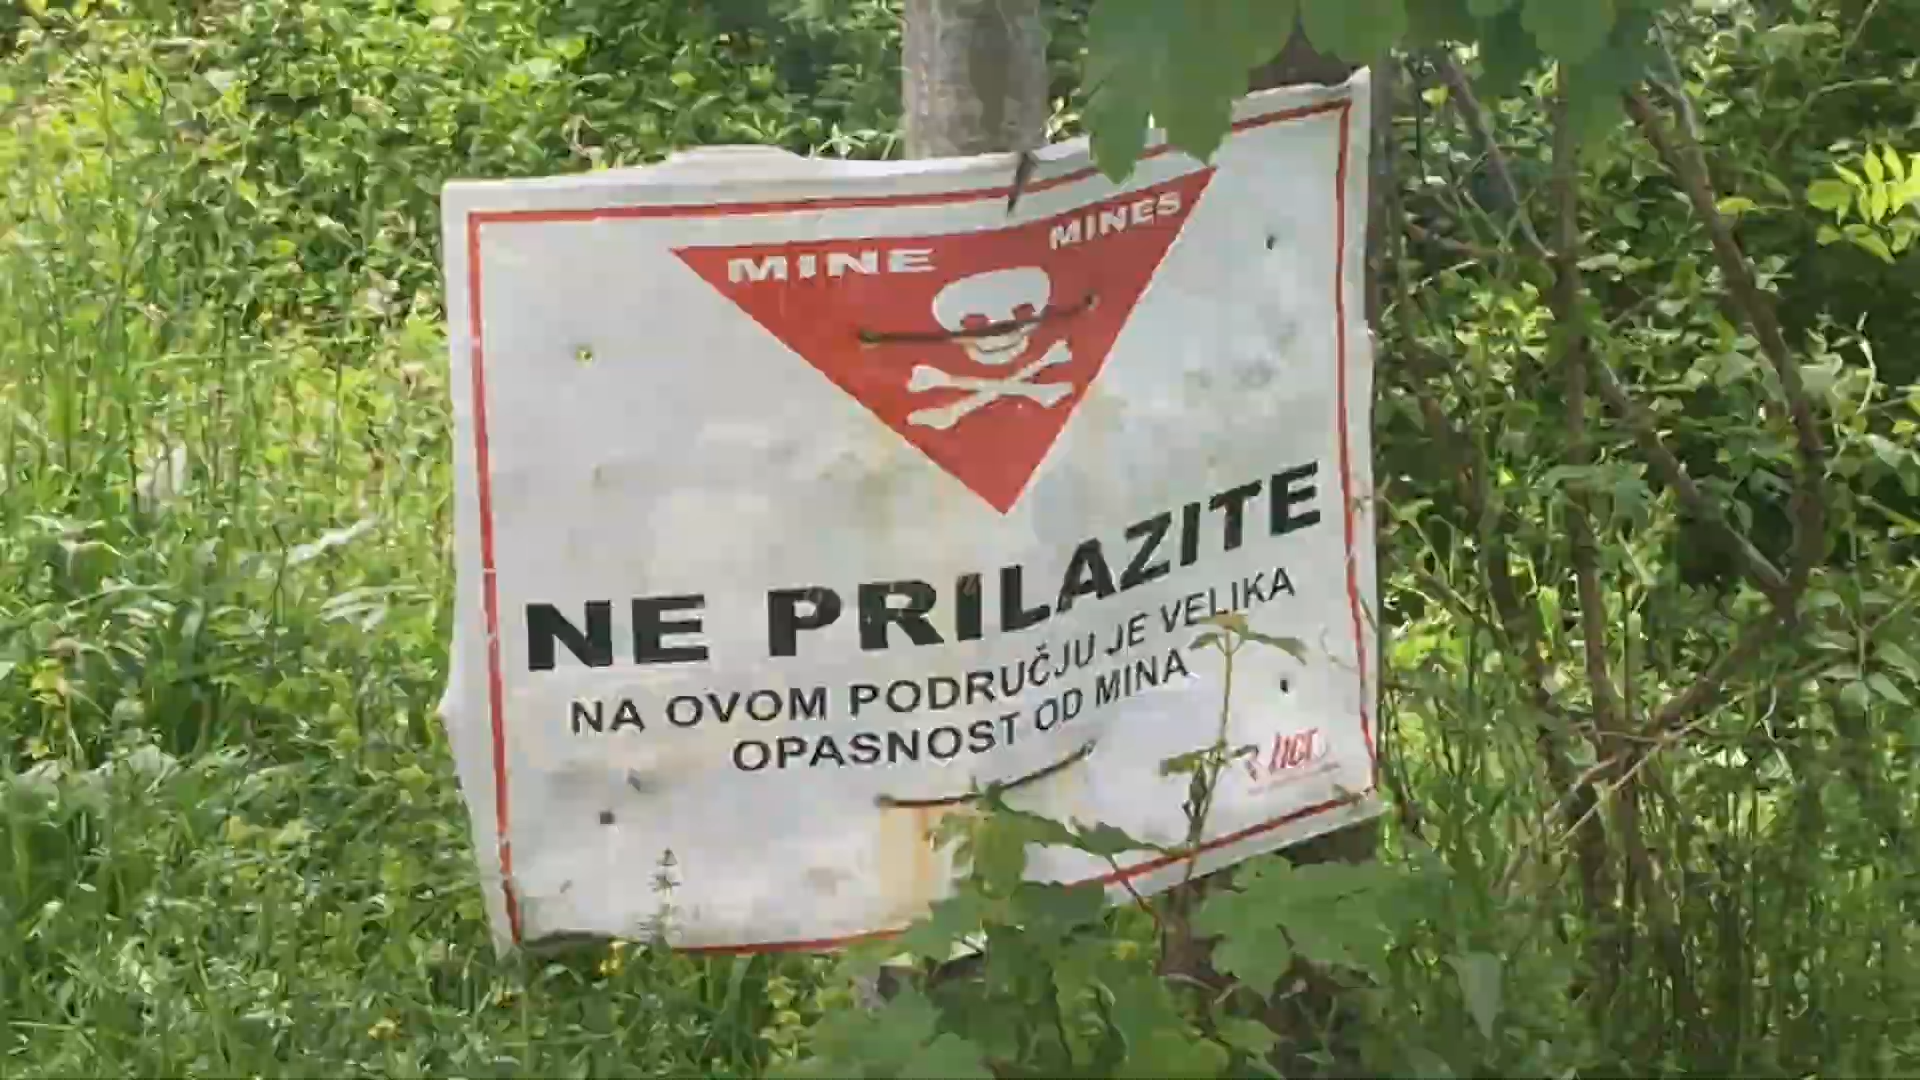 MINE MINES
NE PRILAZITE
NA OVOM PODRUČJU JE VELIKA
OPASNOST OD MINA